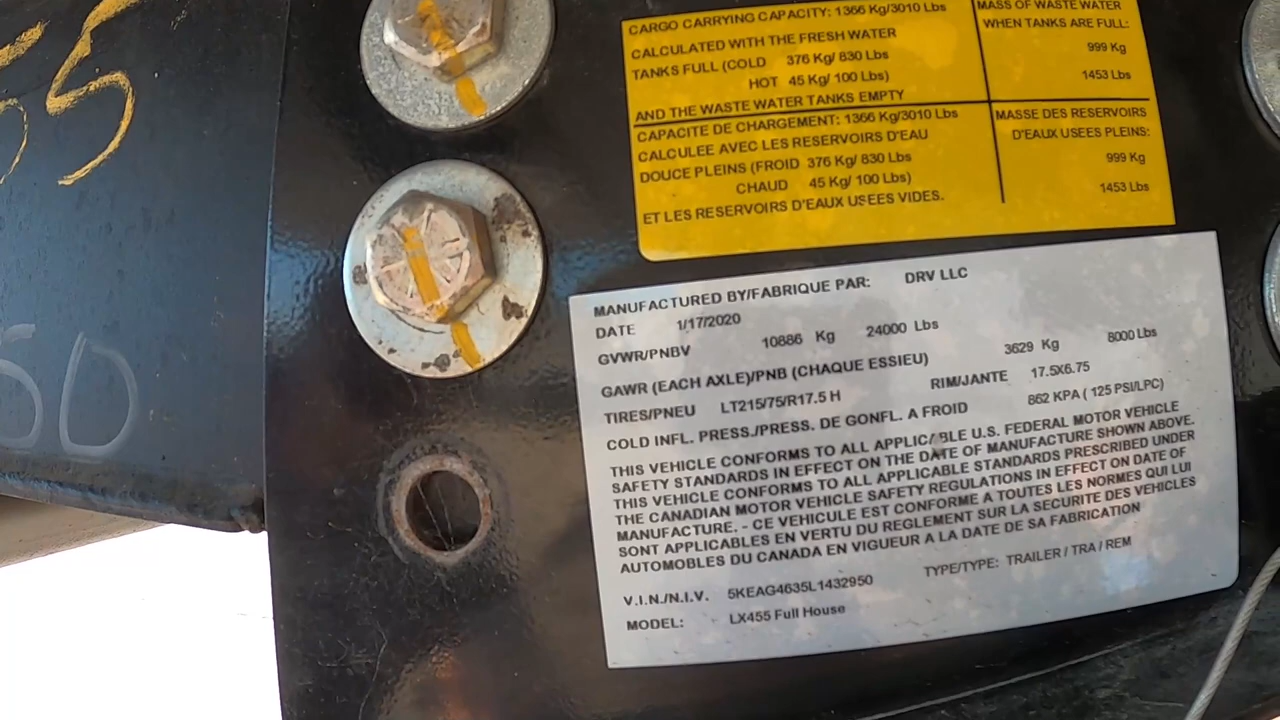 55
50
CARGO CARRYING CAPACITY: 1366 Kg/3010 Lbs
CALCULATED WITH THE FRESH WATER
TANKS FULL (COLD 376 Kg/ 830 Lbs
HOT 45 Kg/ 100 Lbs)
AND THE WASTE WATER TANKS EMPTY
MASS OF WASTE WATER
WHEN TANKS ARE FULL:
999 Kg
1453 Lbs
CAPACITE DE CHARGEMENT: 1366 Kg/3010 Lbs
CALCULEE AVEC LES RESERVOIRS D'EAU
DOUCE PLEINS (FROID 376 Kg/ 830 Lbs
CHAUD 45 Kg/ 100 Lbs)
ET LES RESERVOIRS D'EAUX USEES VIDES.
MASSE DES RESERVOIRS
D'EAUX USEES PLEINS:
999 Kg
1453 Lbs
MANUFACTURED BY/FABRIQUE PAR: DRV LLC
DATE 1/17/2020
GVWR/PNBV 10886 Kg 24000 Lbs
GAWR (EACH AXLE)/PNB (CHAQUE ESSIEU) 3629 Kg 8000 Lbs
TIRES/PNEU LT215/75/R17.5 H RIM/JANTE 17.5X6.75
COLD INFL. PRESS./PRESS. DE GONFL. A FROID 862 KPA ( 125 PSI/LPC)
THIS VEHICLE CONFORMS TO ALL APPLICABLE U.S. FEDERAL MOTOR VEHICLE
SAFETY STANDARDS IN EFFECT ON THE DATE OF MANUFACTURE SHOWN ABOVE.
THIS VEHICLE CONFORMS TO ALL APPLICABLE STANDARDS PRESCRIBED UNDER
THE CANADIAN MOTOR VEHICLE SAFETY REGULATIONS IN EFFECT ON DATE OF
MANUFACTURE. - CE VEHICULE EST CONFORME A TOUTES LES NORMES QUI LUI
SONT APPLICABLES EN VERTU DU REGLEMENT SUR LA SECURITE DES VEHICLES
AUTOMOBLES DU CANADA EN VIGUEUR A LA DATE DE SA FABRICATION
V.I.N./N.I.V. 5KEAG4635L1432950 TYPE/TYPE: TRAILER / TRA / REM
MODEL: LX455 Full House